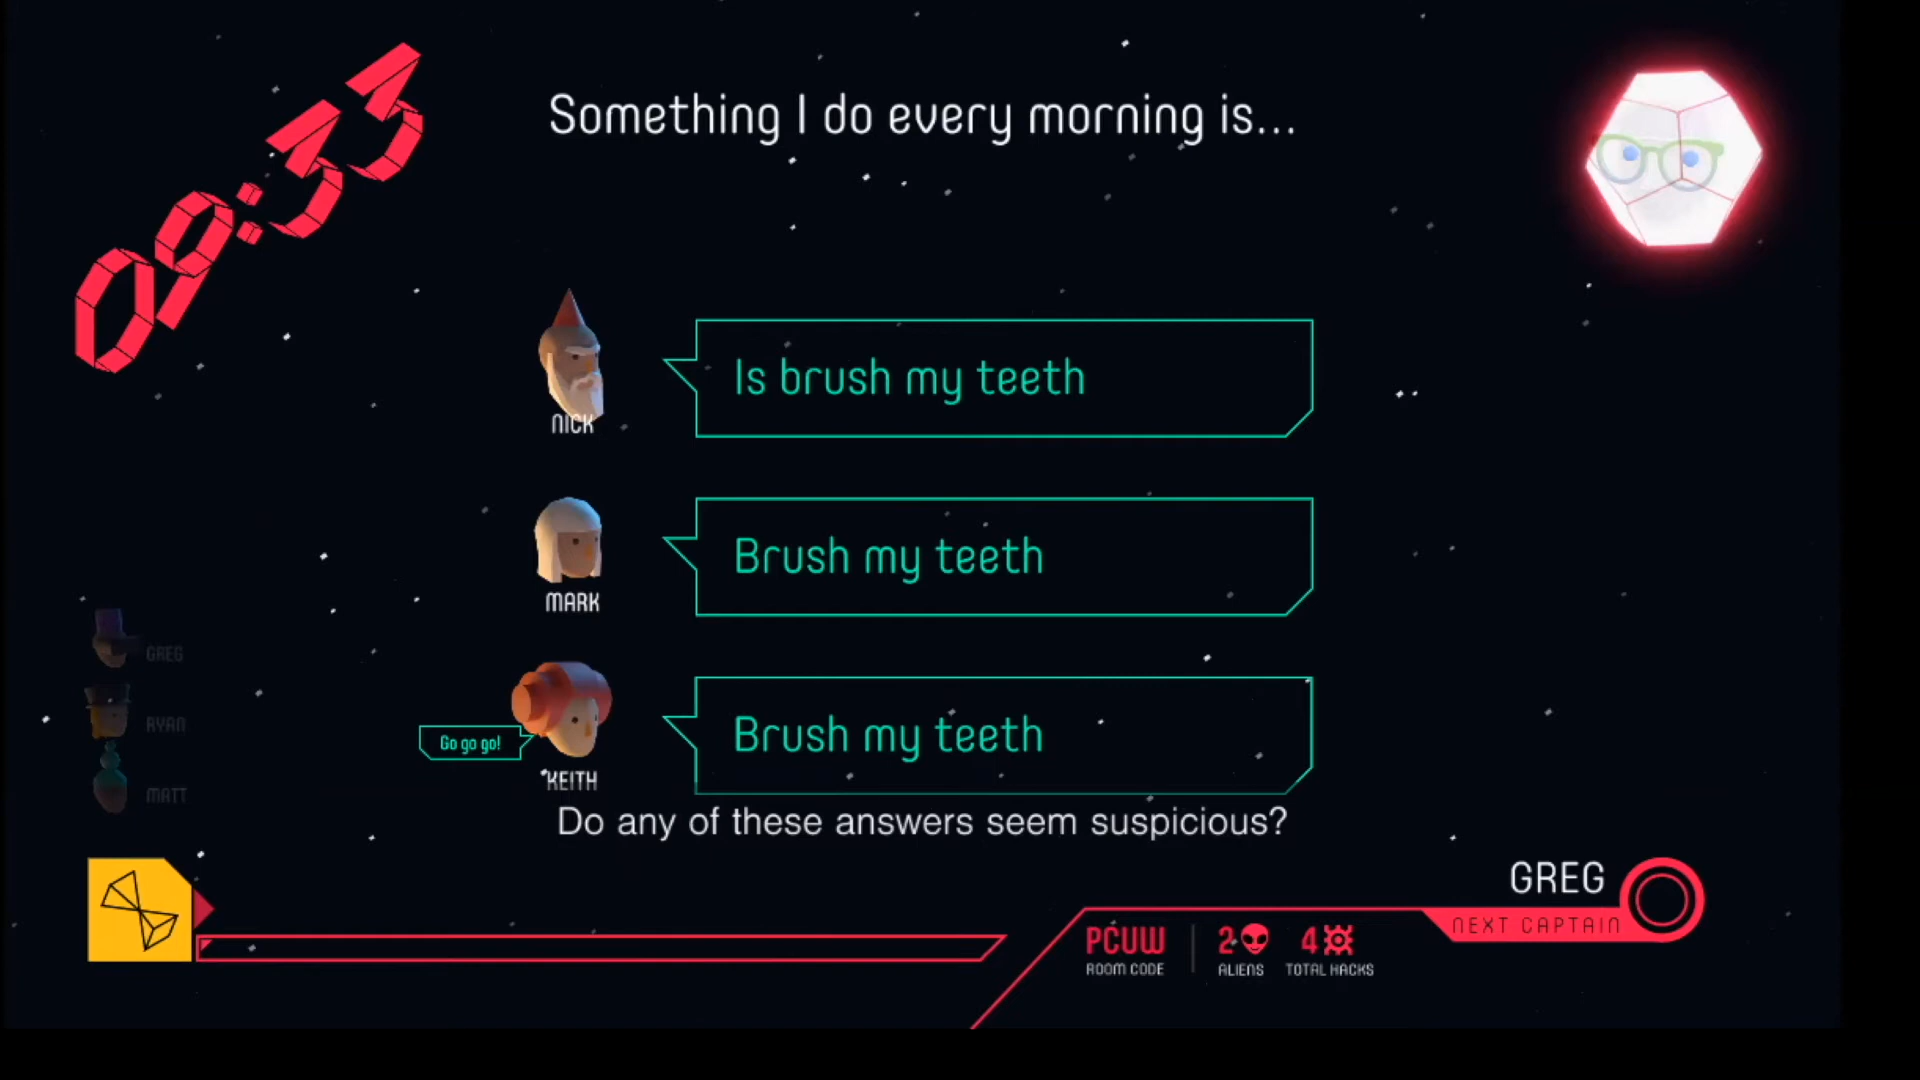 09:33
Something I do every morning is...
Is brush my teeth
NICK
Brush my teeth
MARK
Brush my teeth
Go go go!
KEITH
GREG
RYAN
MATT
Do any of these answers seem suspicious?
GREG
NEXT CAPTAIN
PCUW
ROOM CODE
2
ALIENS
4
TOTAL HACKS